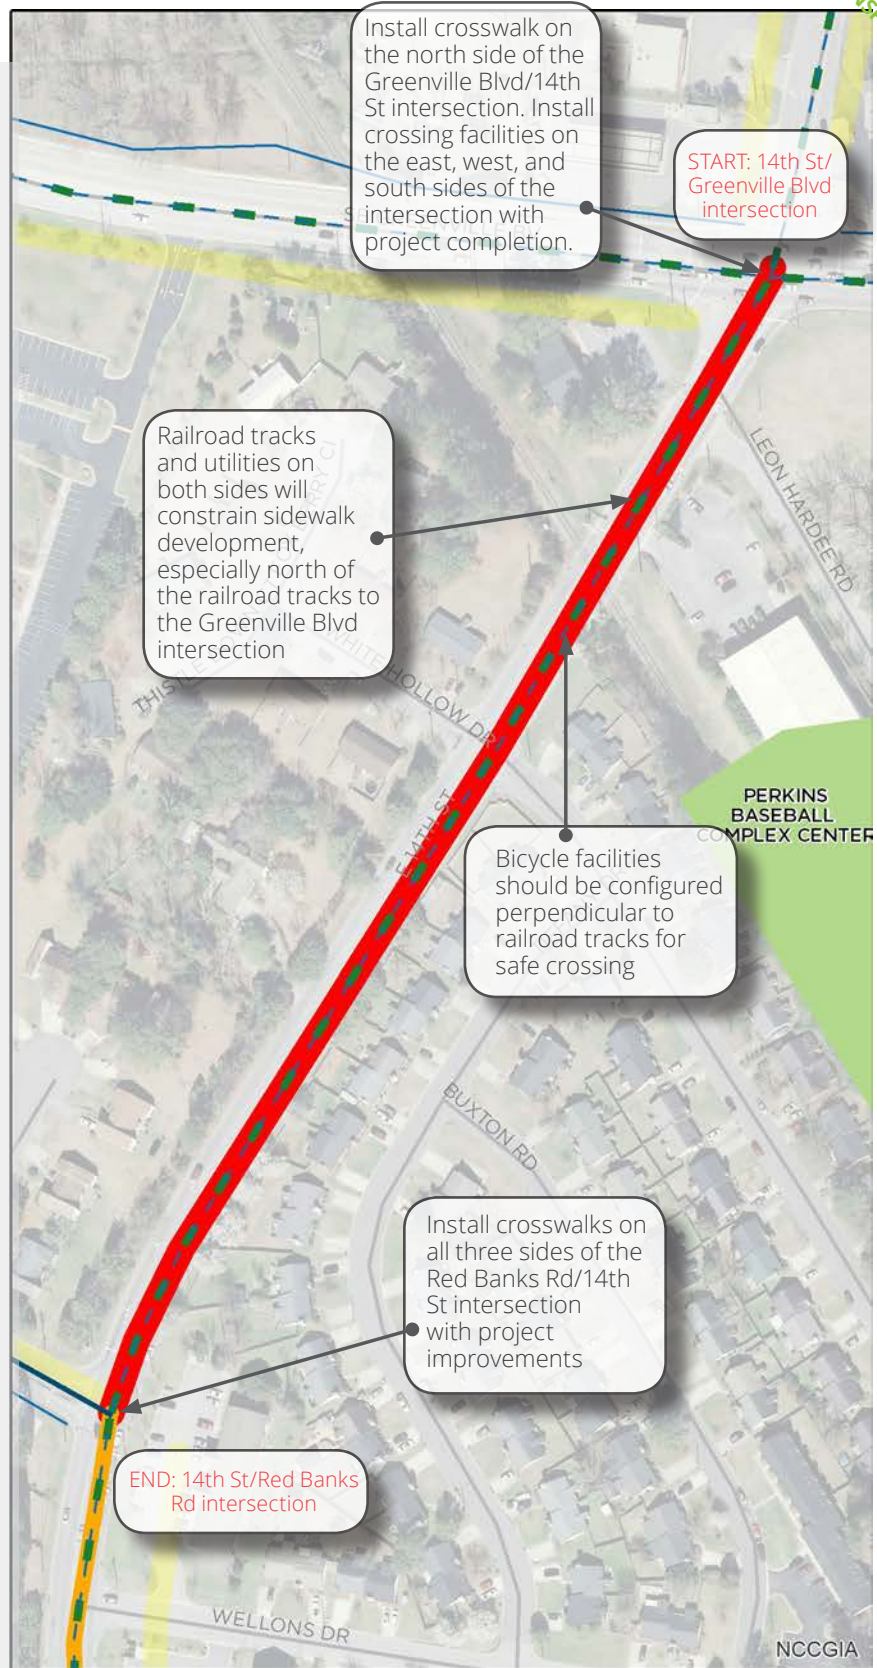 Install crosswalk on
the north side of the
Greenville Blvd/14th
St intersection. Install
crossing facilities on
the east, west, and
south sides of the
intersection with
project completion.
START: 14th St/
Greenville Blvd
intersection
Railroad tracks
and utilities on
both sides will
constrain sidewalk
development,
especially north of
the railroad tracks to
the Greenville Blvd
intersection
LEON HARDEE RD
WHITE HOLLOW DR
E 14TH ST
PERKINS
BASEBALL
COMPLEX CENTER
Bicycle facilities
should be configured
perpendicular to
railroad tracks for
safe crossing
BUXTON RD
Install crosswalks on
all three sides of the
Red Banks Rd/14th
St intersection
with project
improvements
END: 14th St/Red Banks
Rd intersection
WELLONS DR
NCCGIA